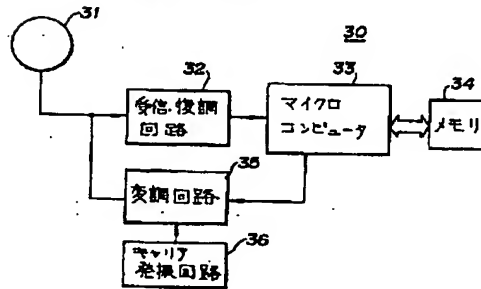 31
30
32
受信・復調
回路
33
マイクロ
コンピュータ
34
メモリ
35
変調回路
36
キャリア
発振回路